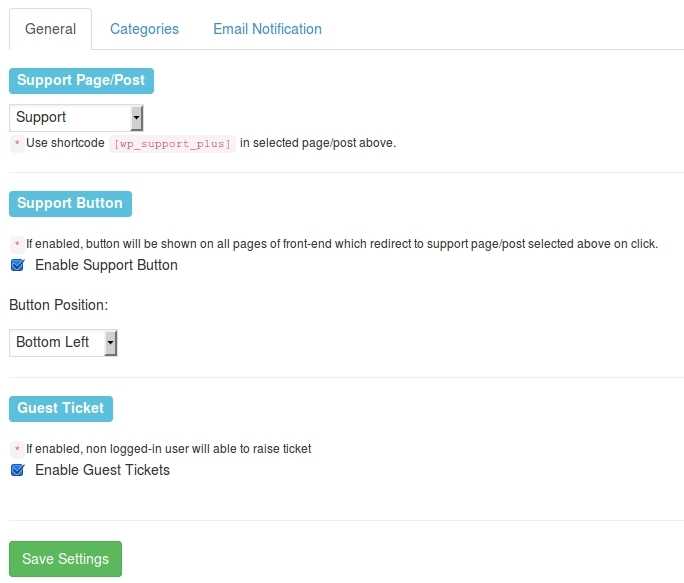 General Categories Email Notification
Support Page/Post
Support
* Use shortcode [wp_support_plus] in selected page/post above.
Support Button
* If enabled, button will be shown on all pages of front-end which redirect to support page/post selected above on click.
Enable Support Button
Button Position:
Bottom Left
Guest Ticket
* If enabled, non logged-in user will able to raise ticket
Enable Guest Tickets
Save Settings